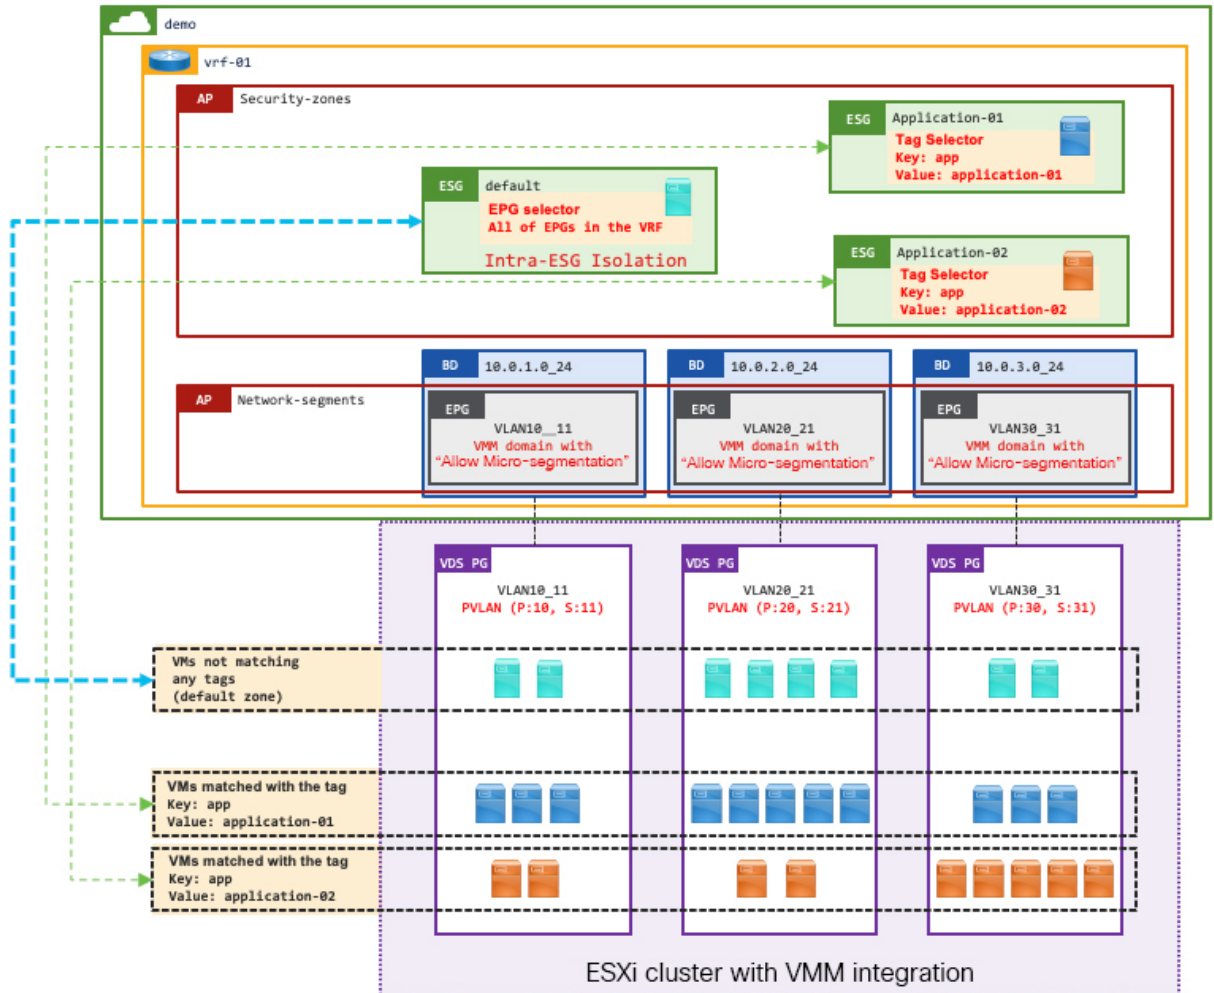 demo
vrf-01
AP Security-zones
ESG Application-01
Tag Selector
Key: app
Value: application-01
ESG default
EPG selector
All of EPGs in the VRF
Intra-ESG Isolation
ESG Application-02
Tag Selector
Key: app
Value: application-02
BD 10.0.1.0_24
BD 10.0.2.0_24
BD 10.0.3.0_24
AP Network-segments
EPG
VLAN10__11
VMM domain with
“Allow Micro-segmentation”
EPG
VLAN20_21
VMM domain with
“Allow Micro-segmentation”
EPG
VLAN30_31
VMM domain with
“Allow Micro-segmentation”
VDS PG
VLAN10_11
PVLAN (P:10, S:11)
VDS PG
VLAN20_21
PVLAN (P:20, S:21)
VDS PG
VLAN30_31
PVLAN (P:30, S:31)
VMs not matching
any tags
(default zone)
VMs matched with the tag
Key: app
Value: application-01
VMs matched with the tag
Key: app
Value: application-02
ESXi cluster with VMM integration